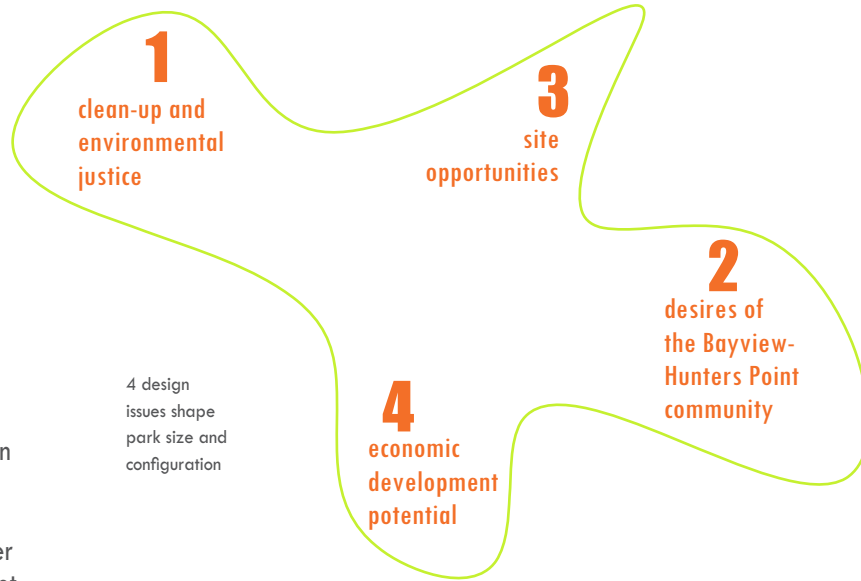 1
clean-up and
environmental
justice
3
site
opportunities
2
desires of
the Bayview-
Hunters Point
community
4
economic
development
potential
4 design
issues shape
park size and
configuration